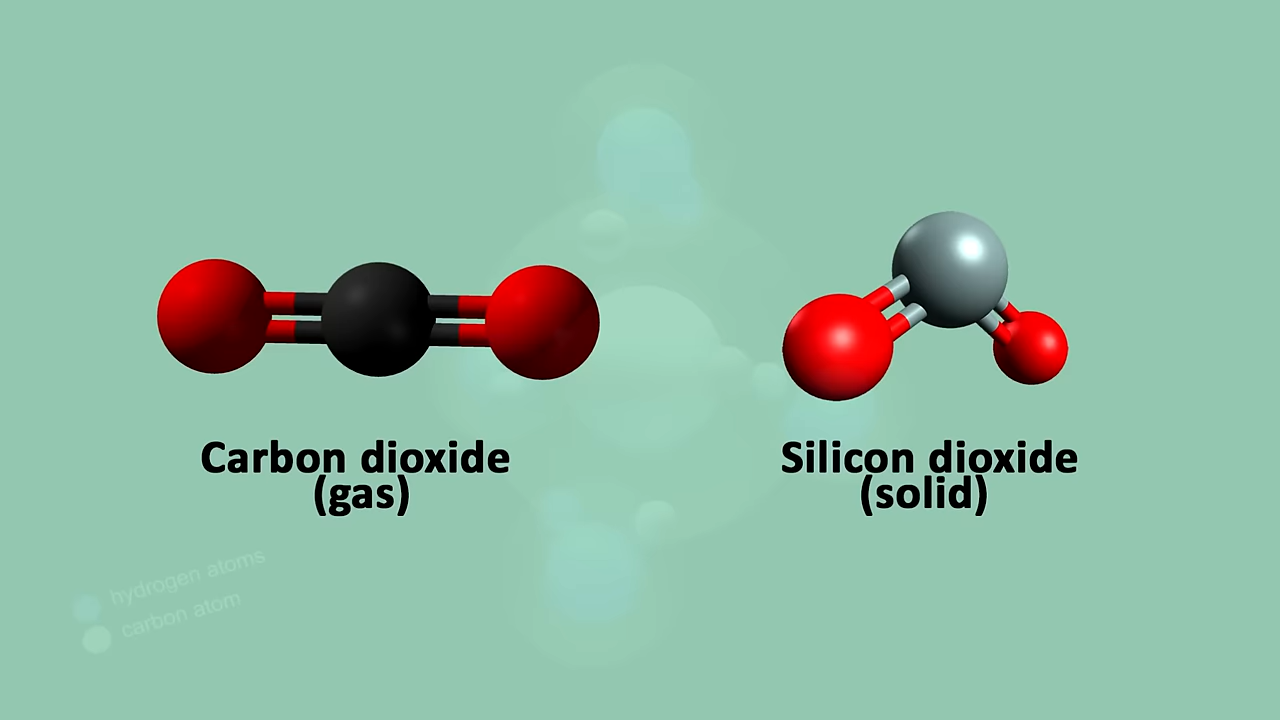 Carbon dioxide
(gas)
Silicon dioxide
(solid)
hydrogen atoms
carbon atom